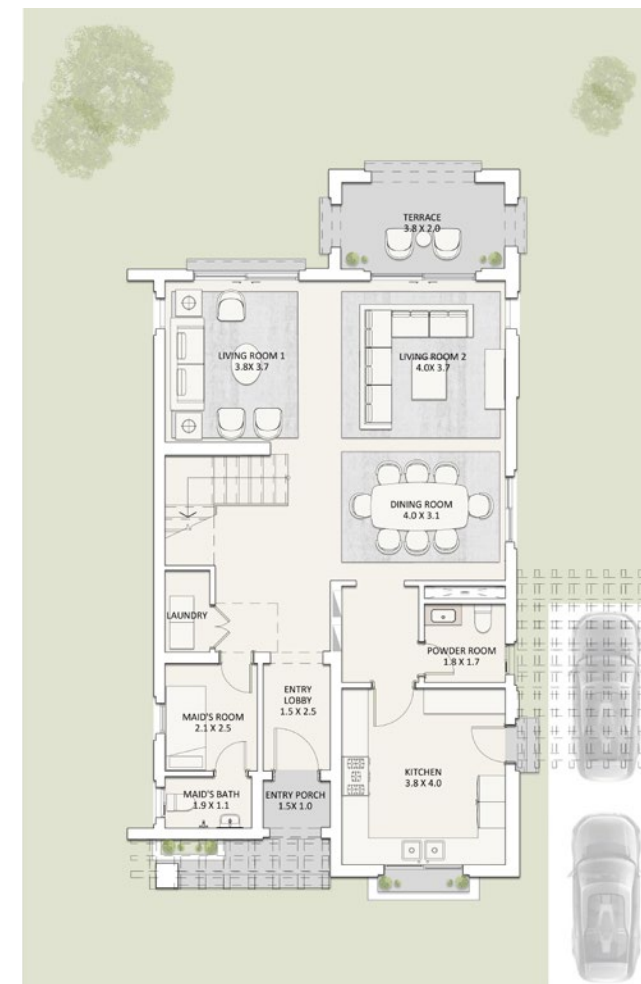 TERRACE
3.8 X 2.0
LIVING ROOM 1
3.8X 3.7
LIVING ROOM 2
4.0X 3.7
DINING ROOM
4.0 X 3.1
LAUNDRY
POWDER ROOM
1.8 X 1.7
ENTRY
LOBBY
1.5 X 2.5
MAID'S ROOM
2.1 X 2.5
KITCHEN
3.8 X 4.0
MAID'S BATH
1.9 X 1.1
ENTRY PORCH
1.5X 1.0